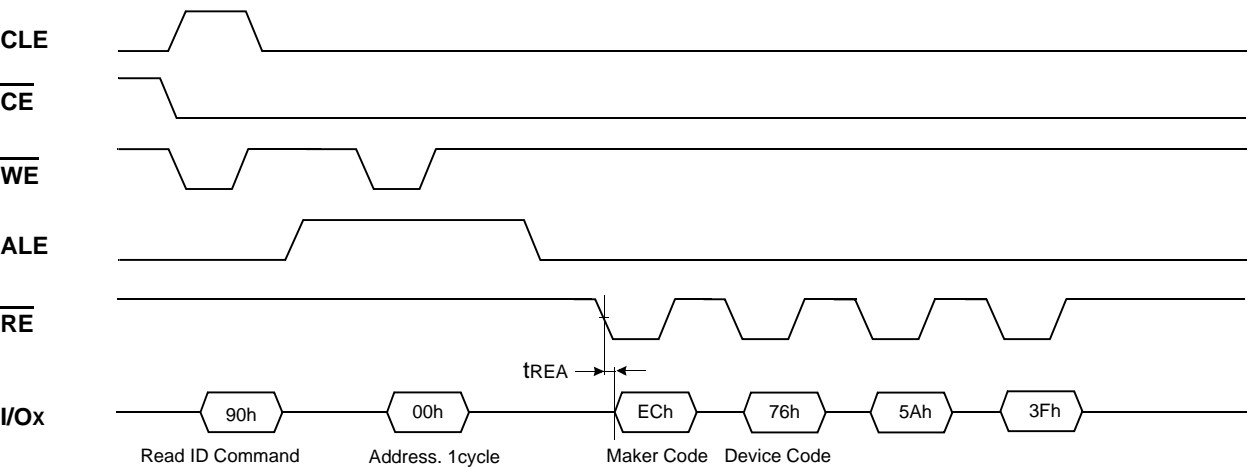 CLE
CE
WE
ALE
RE
tREA
I/Ox
90h
00h
ECh
76h
5Ah
3Fh
Read ID Command
Address. 1cycle
Maker Code
Device Code